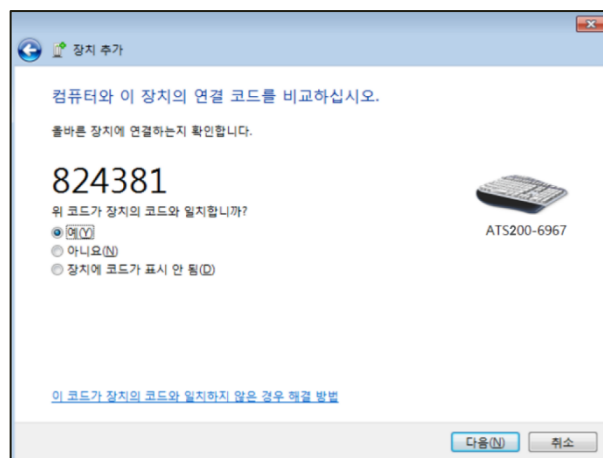 장치 추가
컴퓨터와 이 장치의 연결 코드를 비교하십시오.
올바른 장치에 연결하는지 확인합니다.
824381
위 코드가 장치의 코드와 일치합니까?
예(Y)
아니요(N)
장치에 코드가 표시 안 됨(D)
ATS200-6967
이 코드가 장치의 코드와 일치하지 않은 경우 해결 방법
다음(N) 취소